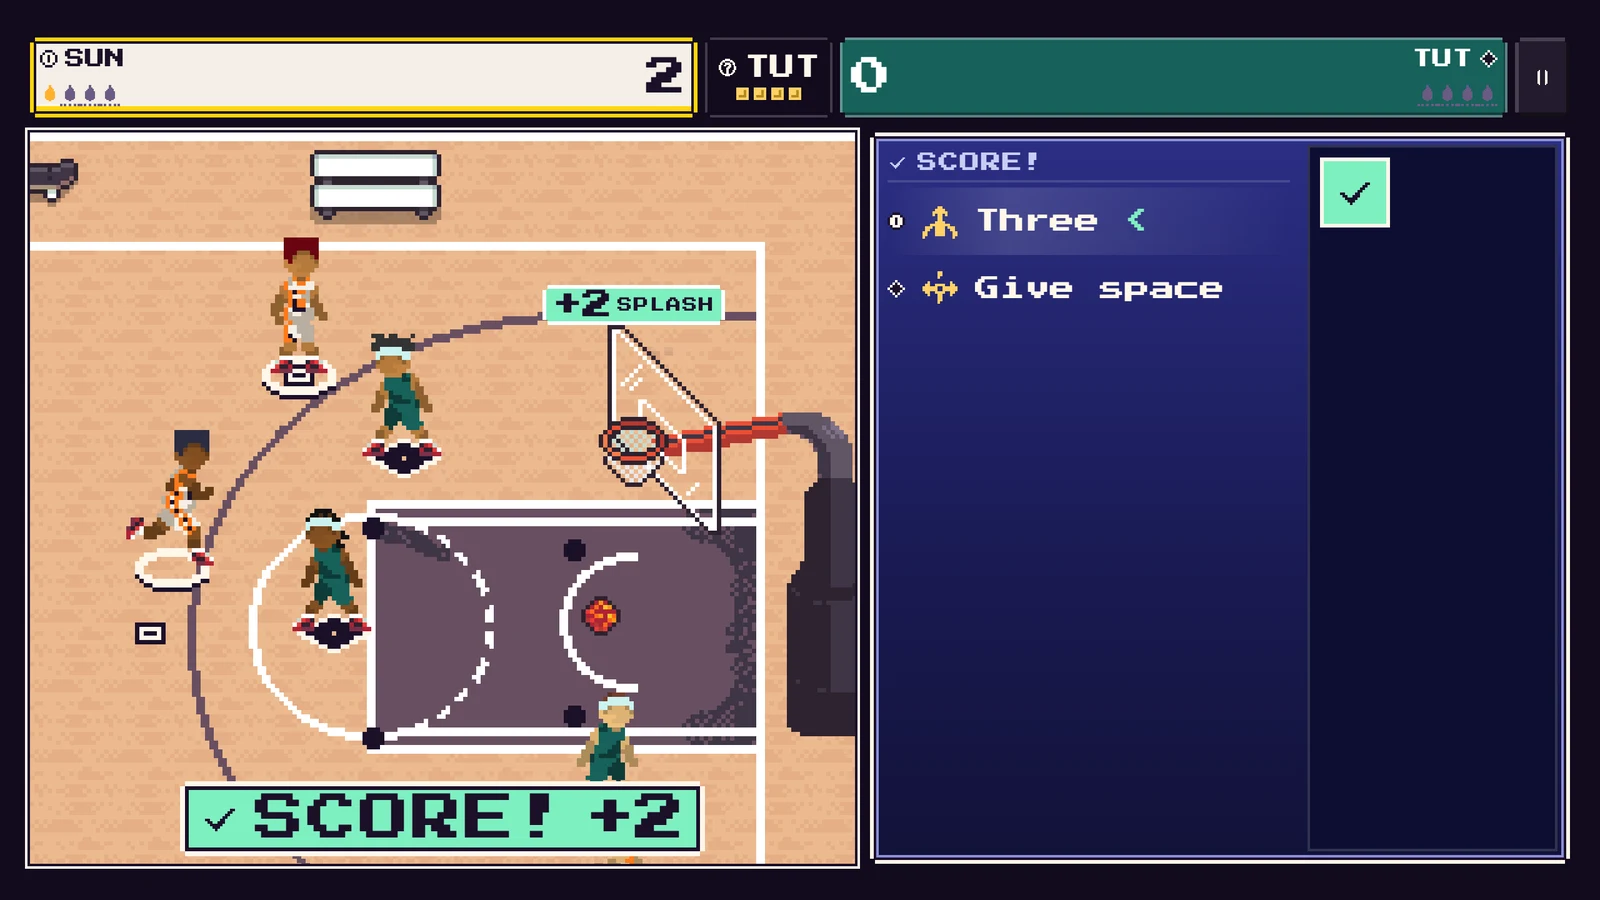 SUN
2
TUT
0
TUT
+2 SPLASH
SCORE! +2
SCORE!
Three
Give space